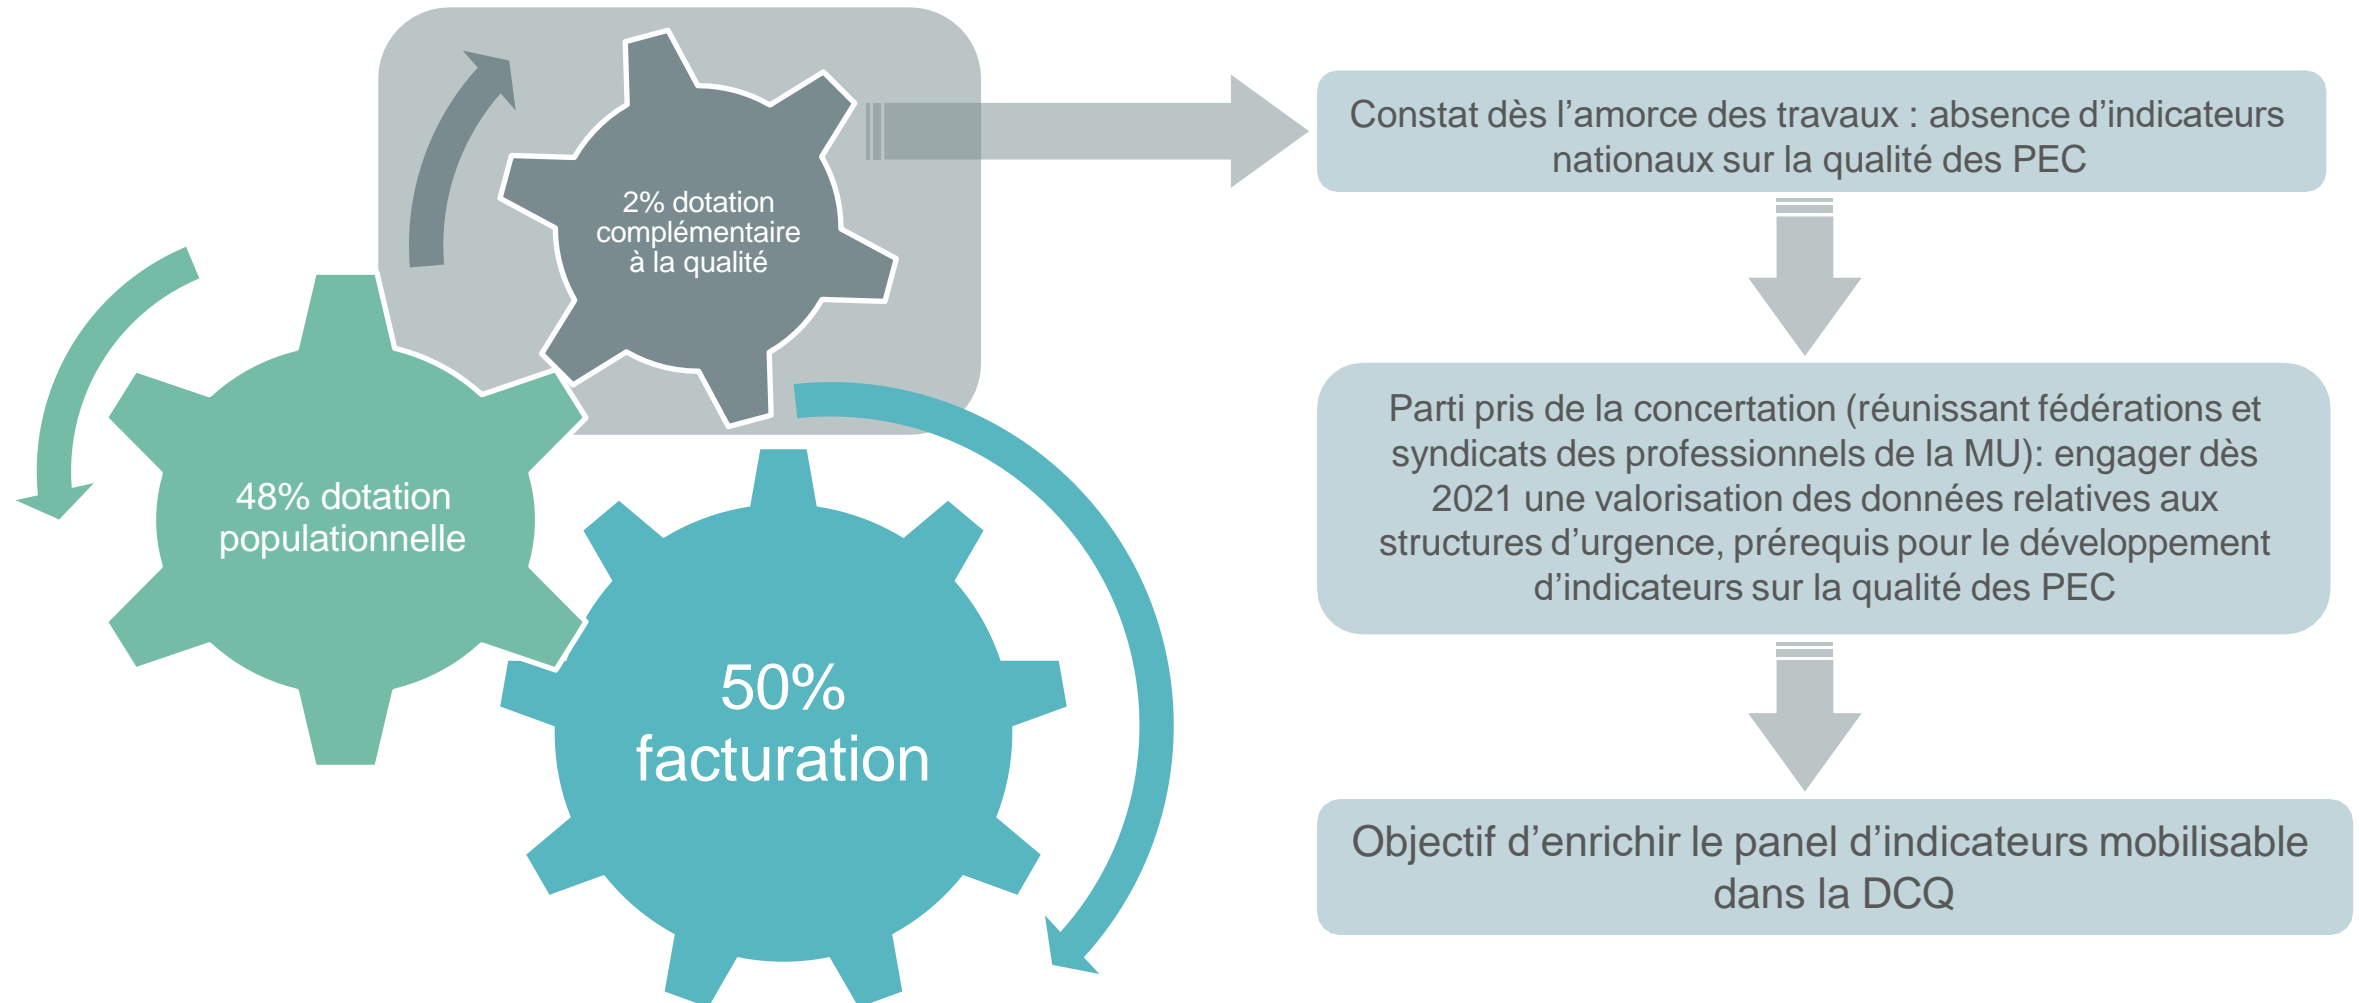 2% dotation
complémentaire
à la qualité
48% dotation
populationnelle
50%
facturation
Constat dès l’amorce des travaux : absence d’indicateurs
nationaux sur la qualité des PEC
Parti pris de la concertation (réunissant fédérations et
syndicats des professionnels de la MU): engager dès
2021 une valorisation des données relatives aux
structures d’urgence, prérequis pour le développement
d’indicateurs sur la qualité des PEC
Objectif d’enrichir le panel d’indicateurs mobilisable
dans la DCQ